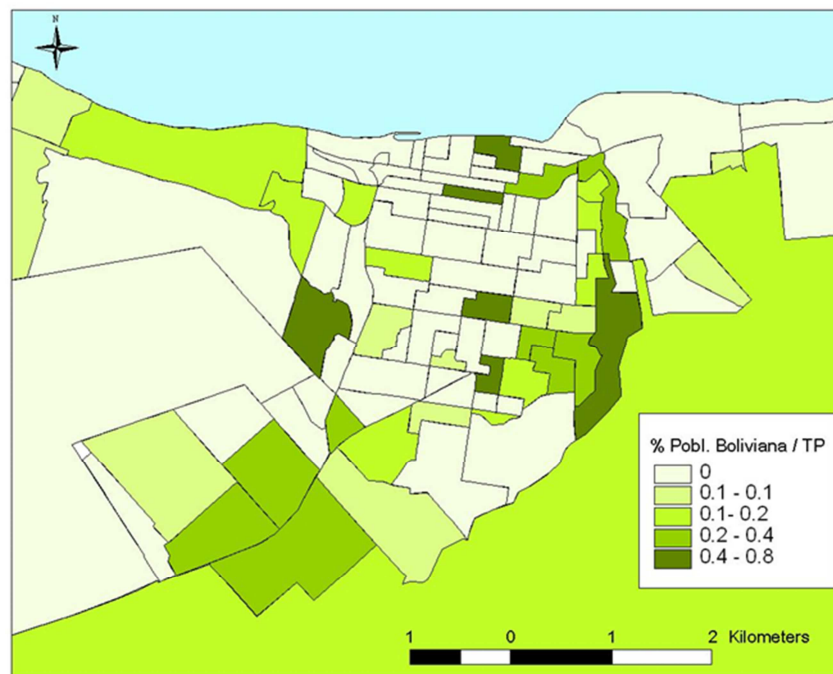 N
% Pobl. Boliviana / TP
0
0.1 - 0.1
0.1- 0.2
0.2 - 0.4
0.4 - 0.8
1 0 1 2 Kilometers